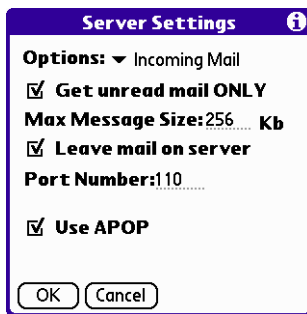 Server Settings
Options: Incoming Mail
Get unread mail ONLY
Max Message Size: 256 Kb
Leave mail on server
Port Number: 110
Use APOP
OK Cancel